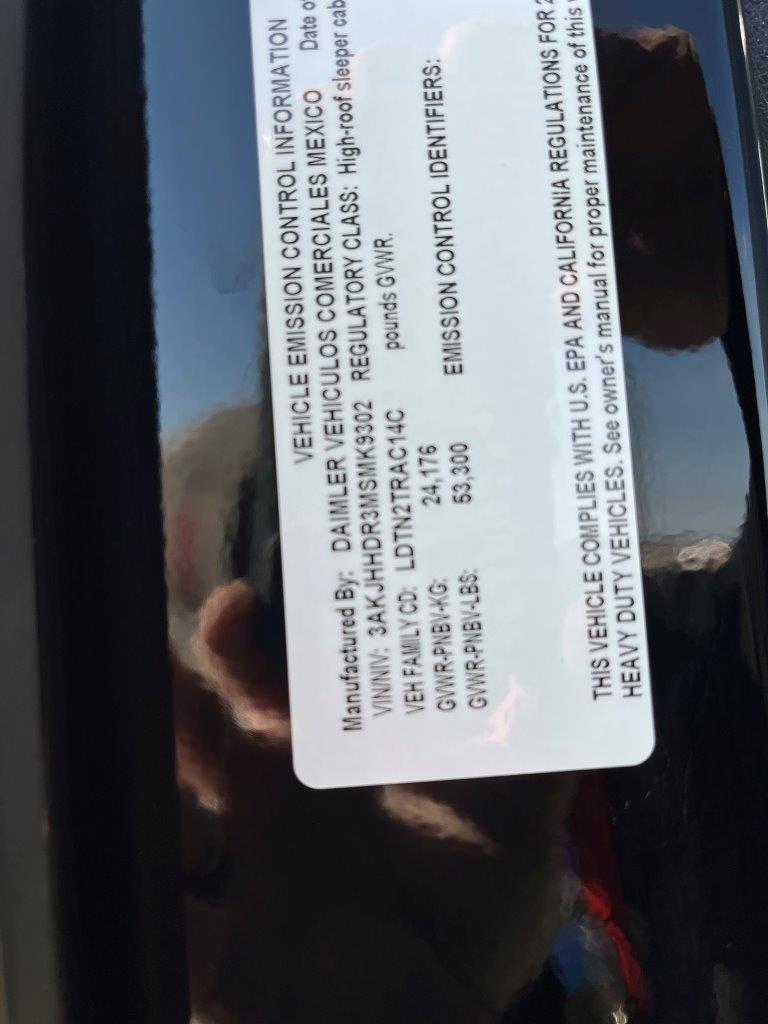 VEHICLE EMISSION CONTROL INFORMATION
Manufactured By: DAIMLER VEHICULOS COMERCIALES MEXICO Date o
VIN/NIV: 3AKJHHDR3MSMK9302 REGULATORY CLASS: High-roof sleeper cab
VEH FAMILY CD: LDTN2TRAC14C pounds GVWR.
GVWR-PNBV-KG: 24,176
GVWR-PNBV-LBS: 53,300 EMISSION CONTROL IDENTIFIERS:
THIS VEHICLE COMPLIES WITH U.S. EPA AND CALIFORNIA REGULATIONS FOR 2
HEAVY DUTY VEHICLES. See owner's manual for proper maintenance of this